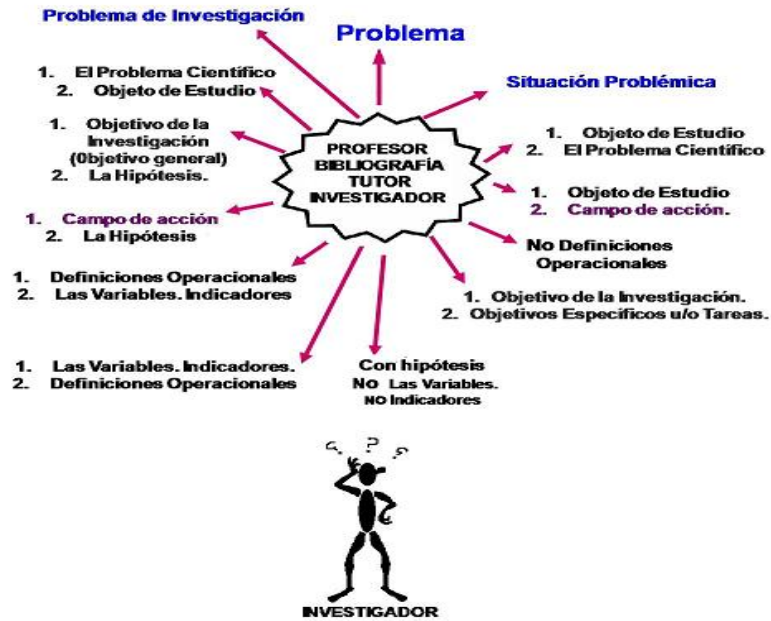 Problema de Investigación
Problema
Situación Problémica
1. El Problema Científico
2. Objeto de Estudio
1. Objetivo de la
Investigación
(0bjetivo general)
2. La Hipótesis.
1. Campo de acción
2. La Hipótesis
1. Definiciones Operacionales
2. Las Variables. Indicadores
1. Las Variables. Indicadores.
2. Definiciones Operacionales
PROFESOR
BIBLIOGRAFÍA
TUTOR
INVESTIGADOR
1. Objeto de Estudio
2. El Problema Científico
1. Objeto de Estudio
2. Campo de acción.
No Definiciones
Operacionales
1. Objetivo de la Investigación.
2. Objetivos Especificos u/o Tareas.
Con hipótesis
NO Las Variables.
NO Indicadores
? ? ?
INVESTIGADOR